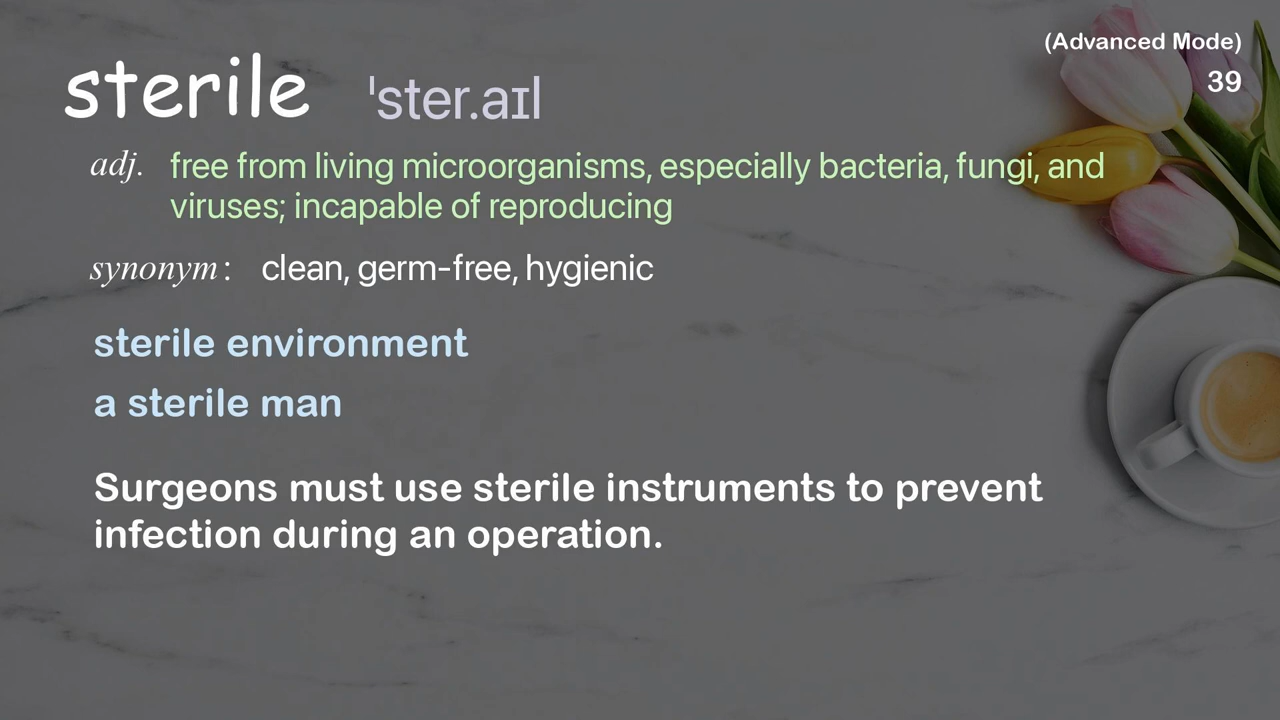 (Advanced Mode)
sterile ˈster.aɪl
39
adj. free from living microorganisms, especially bacteria, fungi, and
viruses; incapable of reproducing
synonym: clean, germ-free, hygienic
sterile environment
a sterile man
Surgeons must use sterile instruments to prevent
infection during an operation.